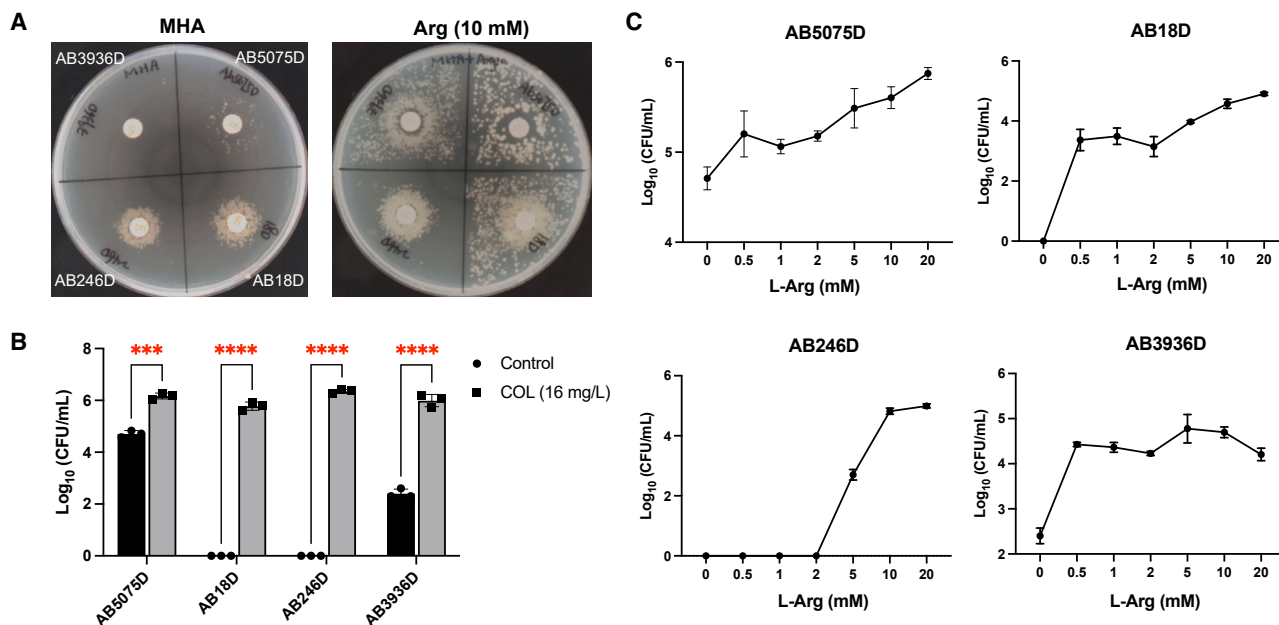 A
MHA
Arg (10 mM)
AB3936D
AB5075D
MHA
AB246D
AB18D
18D
B
Log10 (CFU/mL)
8
6
4
2
0
***
****
****
****
Control
COL (16 mg/L)
AB5075D
AB18D
AB246D
AB3936D
C
AB5075D
Log10 (CFU/mL)
6
5
4
0 0.5 1 2 5 10 20
L-Arg (mM)
AB18D
Log10 (CFU/mL)
6
4
2
0
0 0.5 1 2 5 10 20
L-Arg (mM)
AB246D
Log10 (CFU/mL)
6
4
2
0
0 0.5 1 2 5 10 20
L-Arg (mM)
AB3936D
Log10 (CFU/mL)
6
5
4
3
2
0 0.5 1 2 5 10 20
L-Arg (mM)